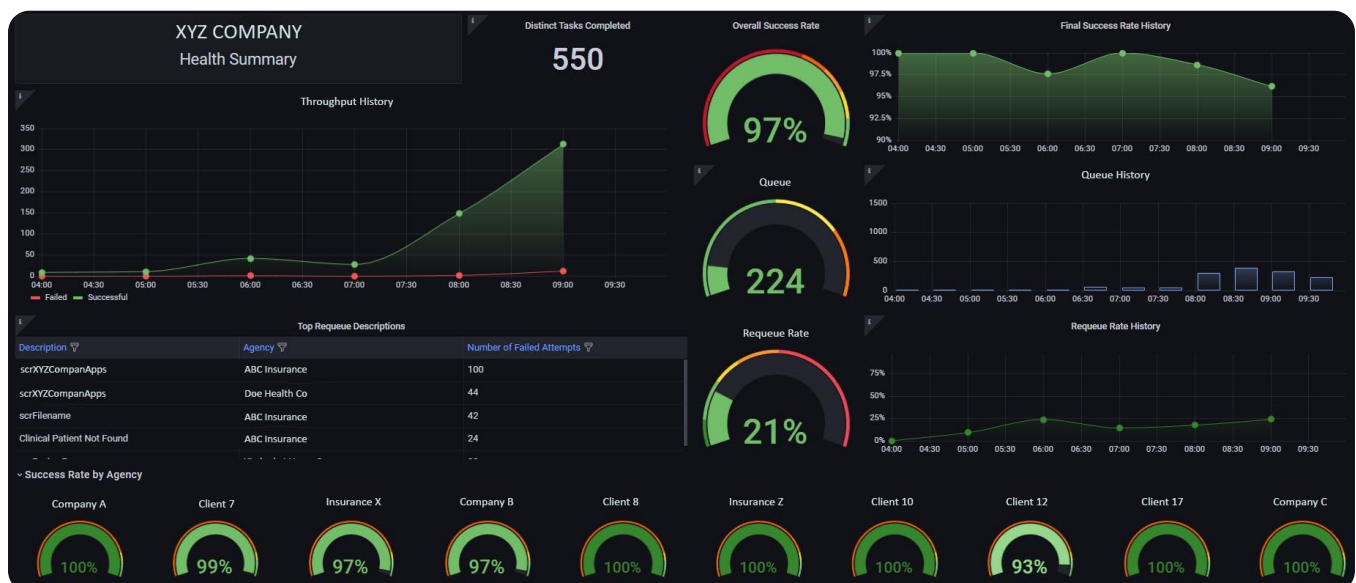 XYZ COMPANY
Health Summary
Distinct Tasks Completed
550
Overall Success Rate
97%
Final Success Rate History
100%
97.5%
95%
92.5%
90%
04:00 04:30 05:00 05:30 06:00 06:30 07:00 07:30 08:00 08:30 09:00 09:30
Throughput History
350
300
250
200
150
100
50
0
04:00 04:30 05:00 05:30 06:00 06:30 07:00 07:30 08:00 08:30 09:00 09:30
Failed Successful
Queue
224
Queue History
1500
1000
500
0
04:00 04:30 05:00 05:30 06:00 06:30 07:00 07:30 08:00 08:30 09:00 09:30
Top Requeue Descriptions
Description Agency Number of Failed Attempts
scrXYZCompanApps ABC Insurance 100
scrXYZCompanApps Doe Health Co 44
scrFilename ABC Insurance 42
Clinical Patient Not Found ABC Insurance 24
Requeue Rate
21%
Requeue Rate History
75%
50%
25%
0%
04:00 04:30 05:00 05:30 06:00 06:30 07:00 07:30 08:00 08:30 09:00 09:30
Success Rate by Agency
Company A Client 7 Insurance X Company B Client 8 Insurance Z Client 10 Client 12 Client 17 Company C
100% 99% 97% 97% 100% 100% 100% 93% 100% 100%